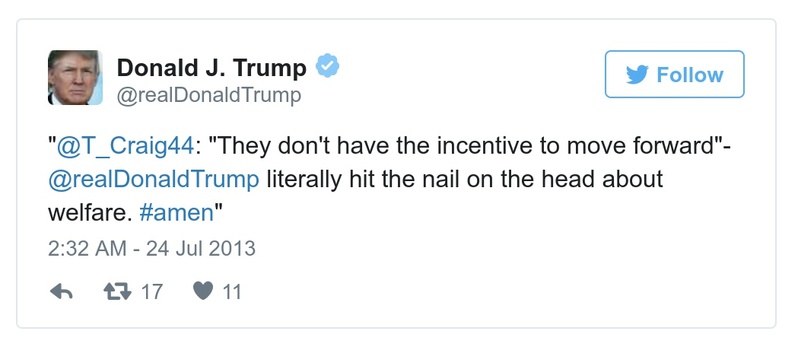 Donald J. Trump
@realDonaldTrump
Follow
"@T_Craig44: "They don't have the incentive to move forward"-
@realDonaldTrump literally hit the nail on the head about
welfare. #amen"
2:32 AM - 24 Jul 2013
17 11